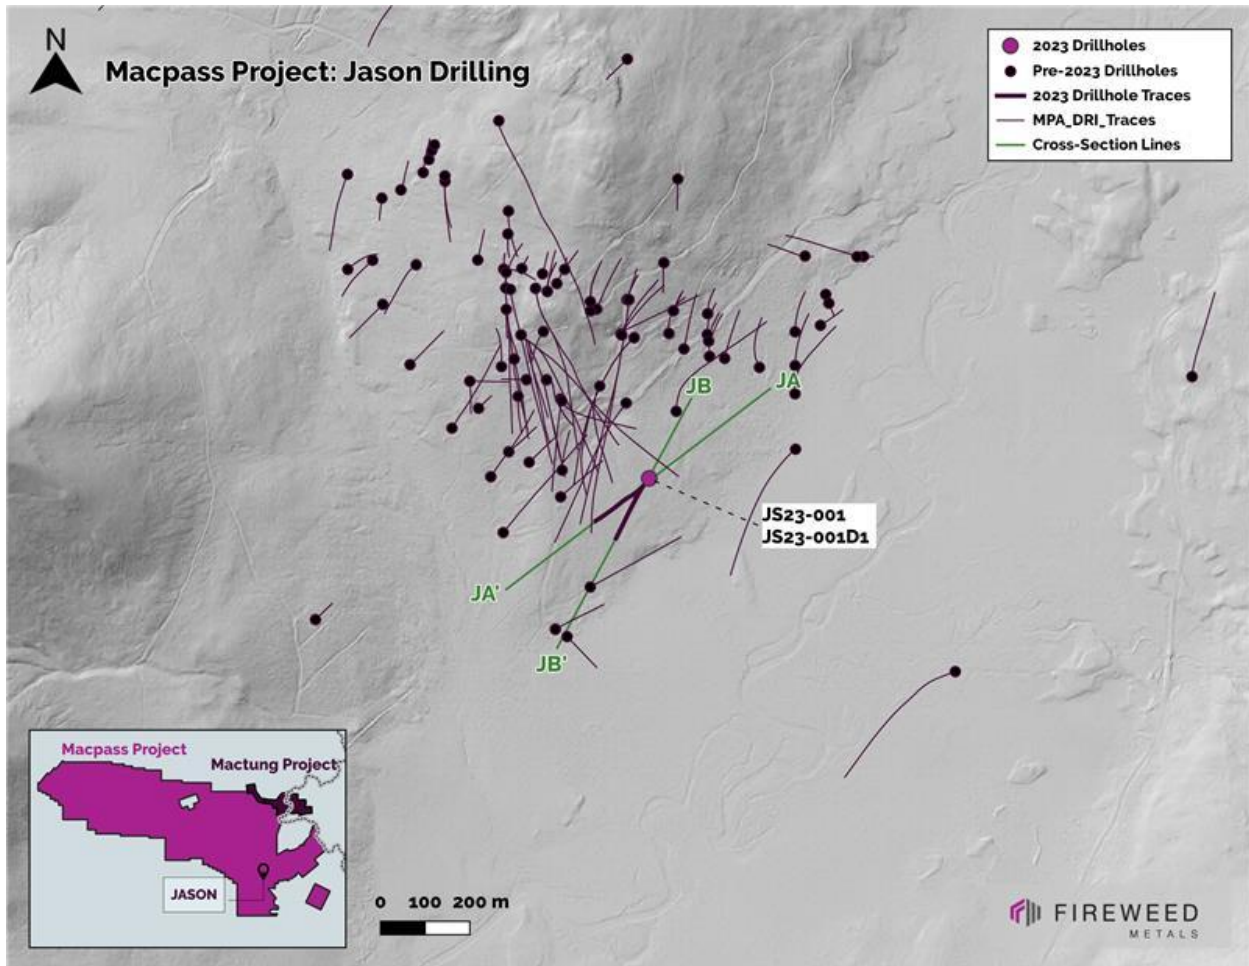 N
Macpass Project: Jason Drilling
2023 Drillholes
Pre-2023 Drillholes
2023 Drillhole Traces
MPA_DRI_Traces
Cross-Section Lines
JB
JA
JS23-001
JS23-001D1
JA'
JB'
Macpass Project
Mactung Project
JASON
0 100 200 m
FIREWEED
METALS